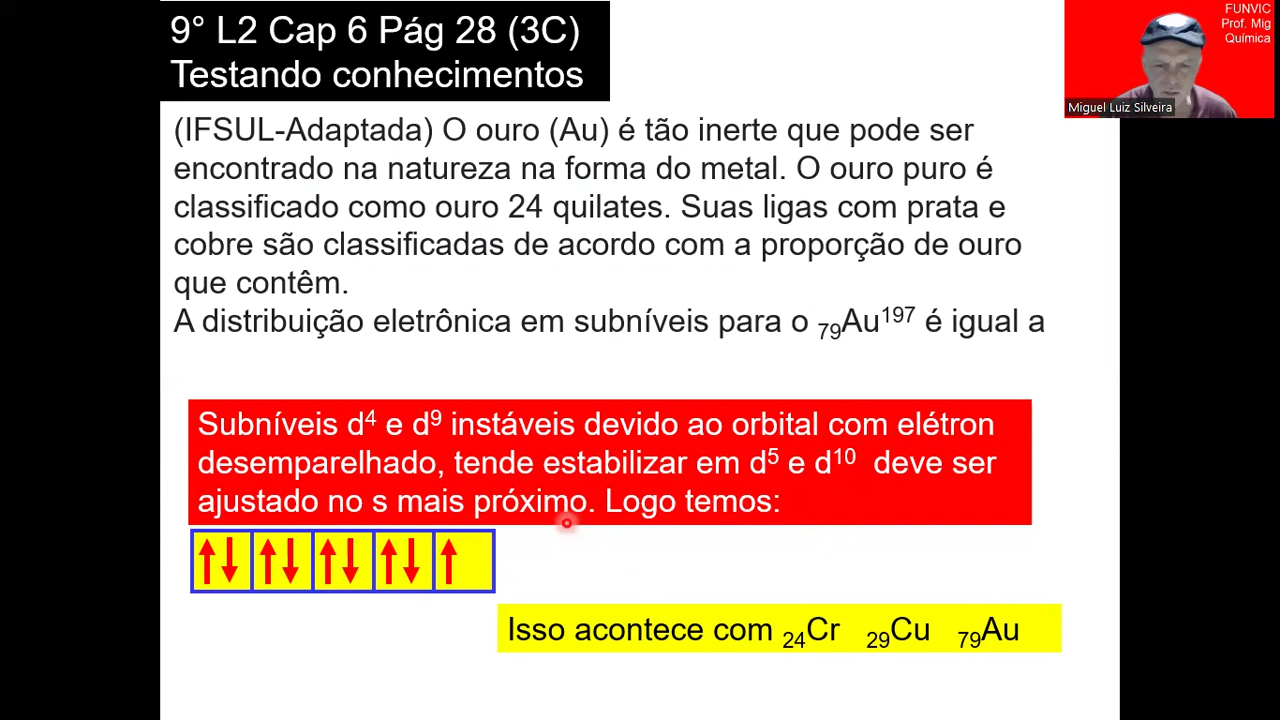 9° L2 Cap 6 Pág 28 (3C)
Testando conhecimentos
FUNVIC
Prof. Mig
Química
Miguel Luiz Silveira
(IFSUL-Adaptada) O ouro (Au) é tão inerte que pode ser
encontrado na natureza na forma do metal. O ouro puro é
classificado como ouro 24 quilates. Suas ligas com prata e
cobre são classificadas de acordo com a proporção de ouro
que contêm.
A distribuição eletrônica em subníveis para o ₇₉Au¹⁹⁷ é igual a
Subníveis d⁴ e d⁹ instáveis devido ao orbital com elétron
desemparelhado, tende estabilizar em d⁵ e d¹⁰ deve ser
ajustado no s mais próximo. Logo temos:
Isso acontece com ₂₄Cr ₂₉Cu ₇₉Au